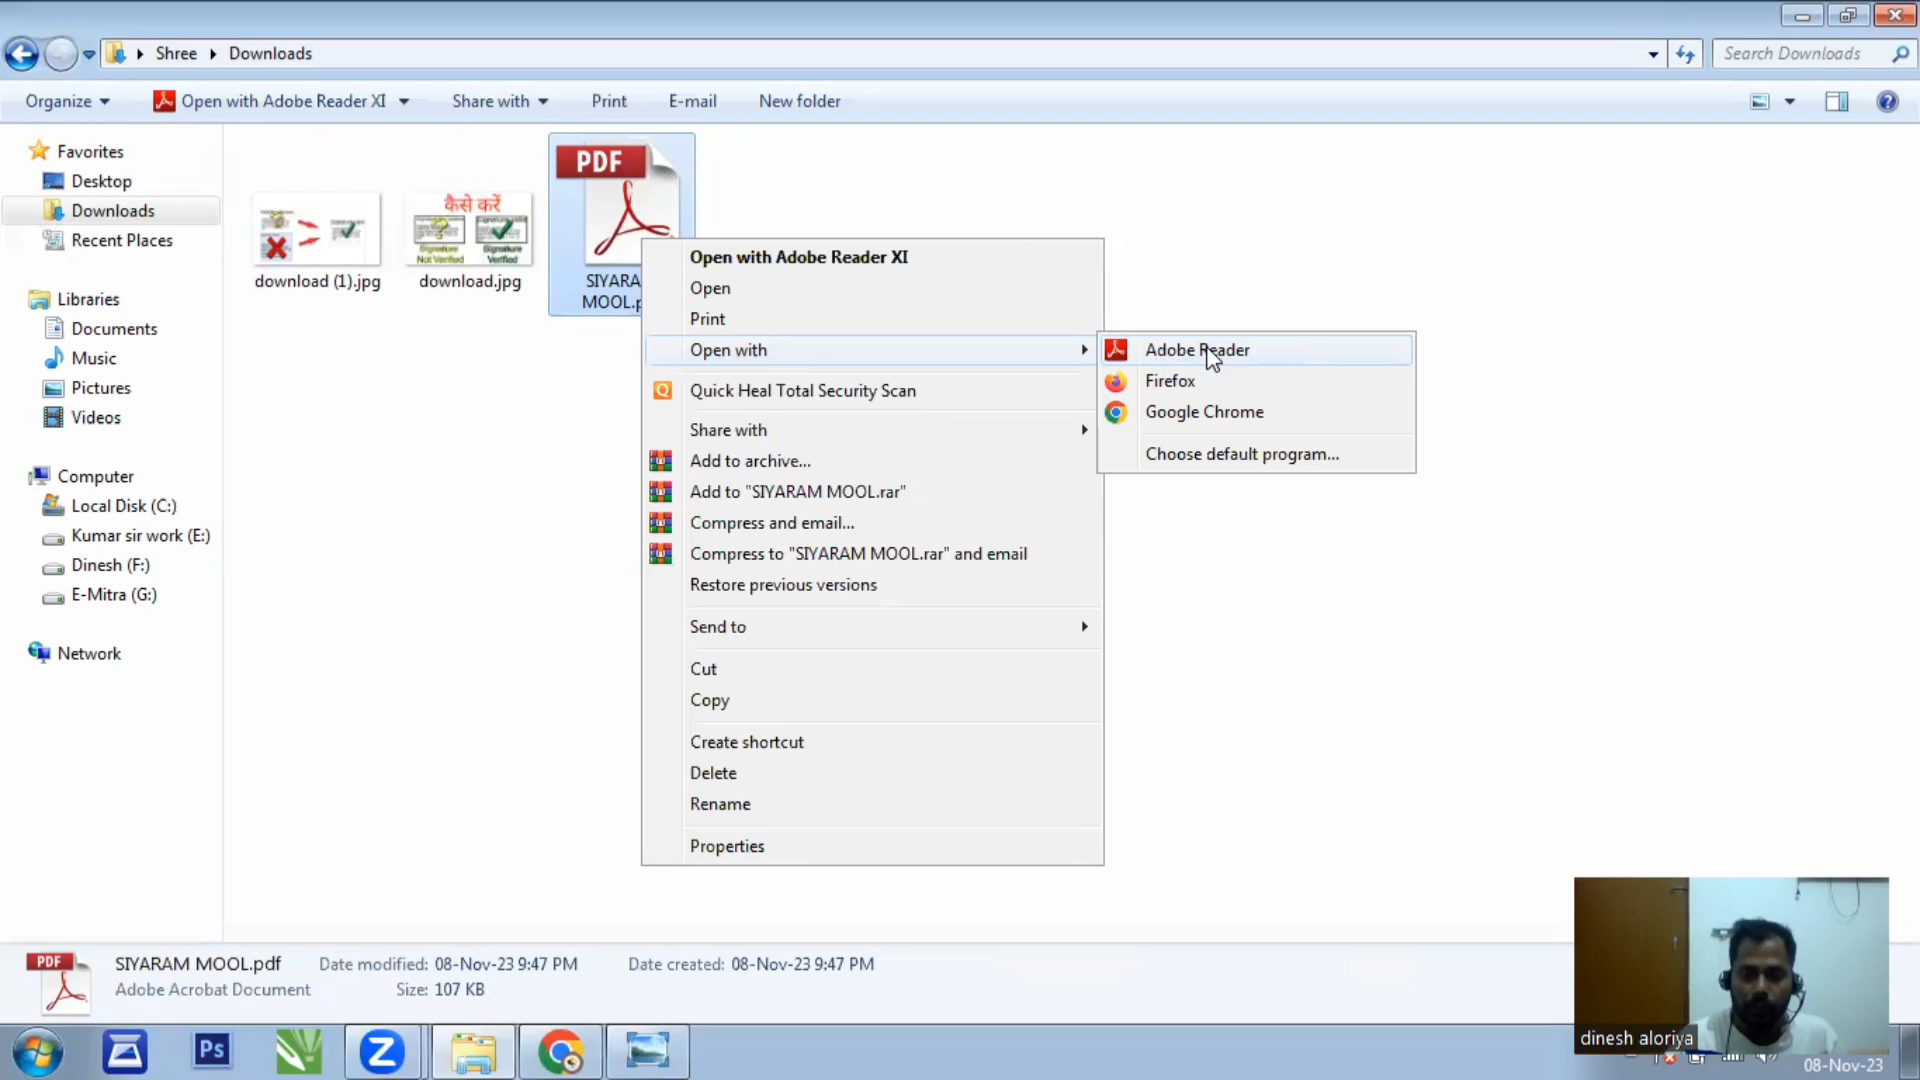 Shree
Downloads
Search Downloads
Organize
Open with Adobe Reader XI
Share with
Print
E-mail
New folder
Favorites
Desktop
Downloads
Recent Places
Libraries
Documents
Music
Pictures
Videos
Computer
Local Disk (C:)
Kumar sir work (E:)
Dinesh (F:)
E-Mitra (G:)
Network
download (1).jpg
कैसे करें
Signature
Not Verified
Signature
Verified
download.jpg
PDF
SIYARA
MOOL.p
Open with Adobe Reader XI
Open
Print
Open with
Quick Heal Total Security Scan
Share with
Add to archive...
Add to "SIYARAM MOOL.rar"
Compress and email...
Compress to "SIYARAM MOOL.rar" and email
Restore previous versions
Send to
Cut
Copy
Create shortcut
Delete
Rename
Properties
Adobe Reader
Firefox
Google Chrome
Choose default program...
PDF
SIYARAM MOOL.pdf
Date modified: 08-Nov-23 9:47 PM
Date created: 08-Nov-23 9:47 PM
Adobe Acrobat Document
Size: 107 KB
Ps
dinesh aloriya
08-Nov-23